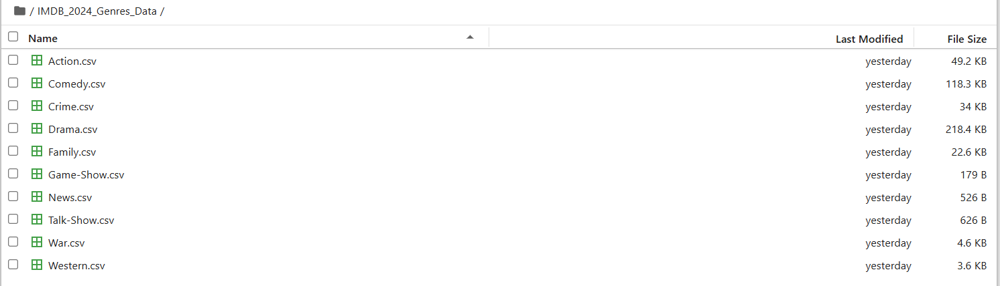 / IMDB_2024_Genres_Data /
Name Last Modified File Size
Action.csv yesterday 49.2 KB
Comedy.csv yesterday 118.3 KB
Crime.csv yesterday 34 KB
Drama.csv yesterday 218.4 KB
Family.csv yesterday 22.6 KB
Game-Show.csv yesterday 179 B
News.csv yesterday 526 B
Talk-Show.csv yesterday 626 B
War.csv yesterday 4.6 KB
Western.csv yesterday 3.6 KB